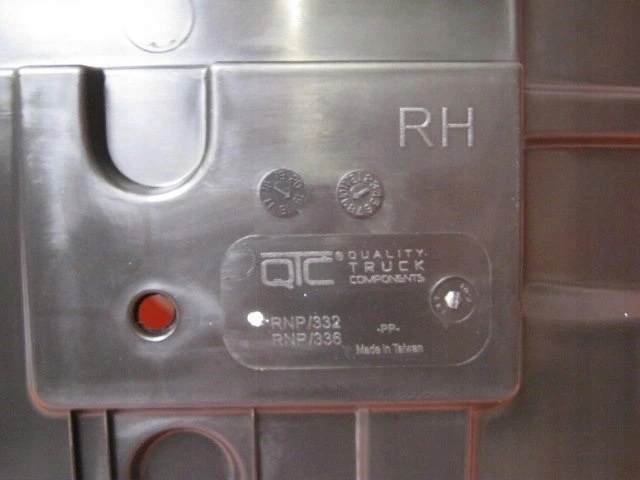 RH
QTC® QUALITY
TRUCK
COMPONENTS
RNP/332
RNP/336
-PP-
Made in Taiwan